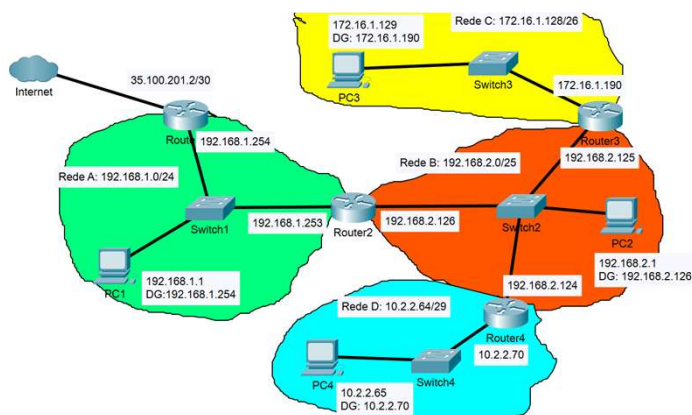 172.16.1.129
DG: 172.16.1.190
Rede C: 172.16.1.128/26
PC3
Switch3
172.16.1.190
Router3
Internet
35.100.201.2/30
Route
192.168.1.254
Rede A: 192.168.1.0/24
Switch1
192.168.1.253
PC1
192.168.1.1
DG:192.168.1.254
Router2
192.168.2.126
Rede B: 192.168.2.0/25
192.168.2.125
Switch2
PC2
192.168.2.1
DG: 192.168.2.126
192.168.2.124
Rede D: 10.2.2.64/29
Router4
10.2.2.70
PC4
Switch4
10.2.2.65
DG: 10.2.2.70